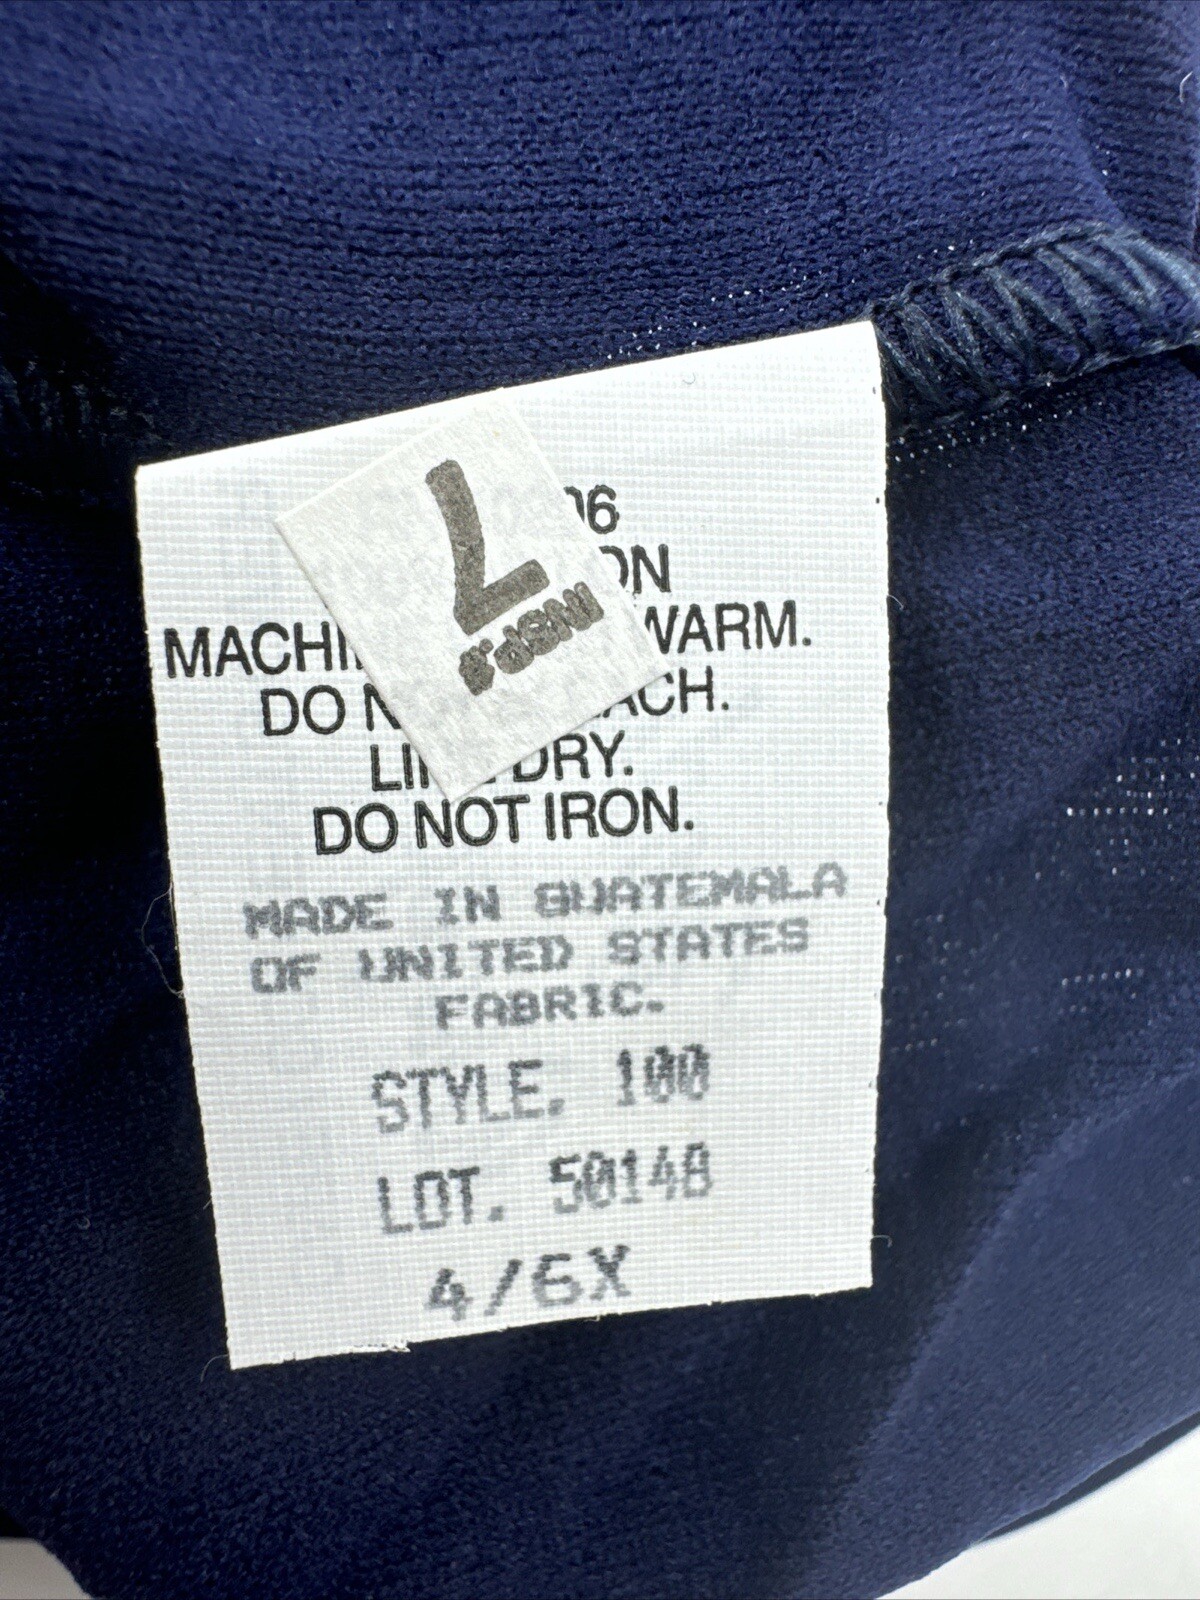 06
ON
MACHI WARM.
DO N ACH.
LI DRY.
DO NOT IRON.
MADE IN GUATEMALA
OF UNITED STATES
FABRIC.
STYLE. 100
LOT. 50148
4/6X
INSP.#
7